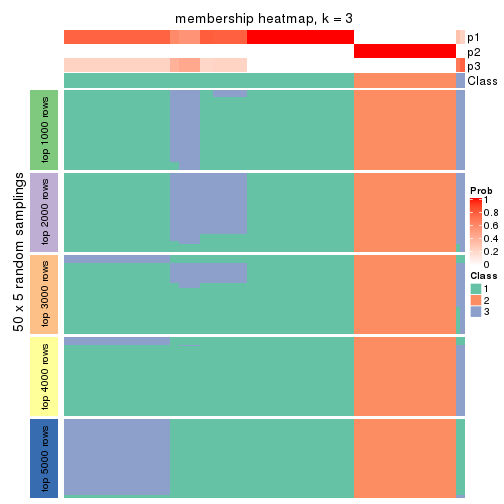 membership heatmap, k = 3
p1
p2
p3
Class
50 x 5 random samplings
top 1000 rows
top 2000 rows
top 3000 rows
top 4000 rows
top 5000 rows
Prob
1
0.8
0.6
0.4
0.2
0
Class
1
2
3